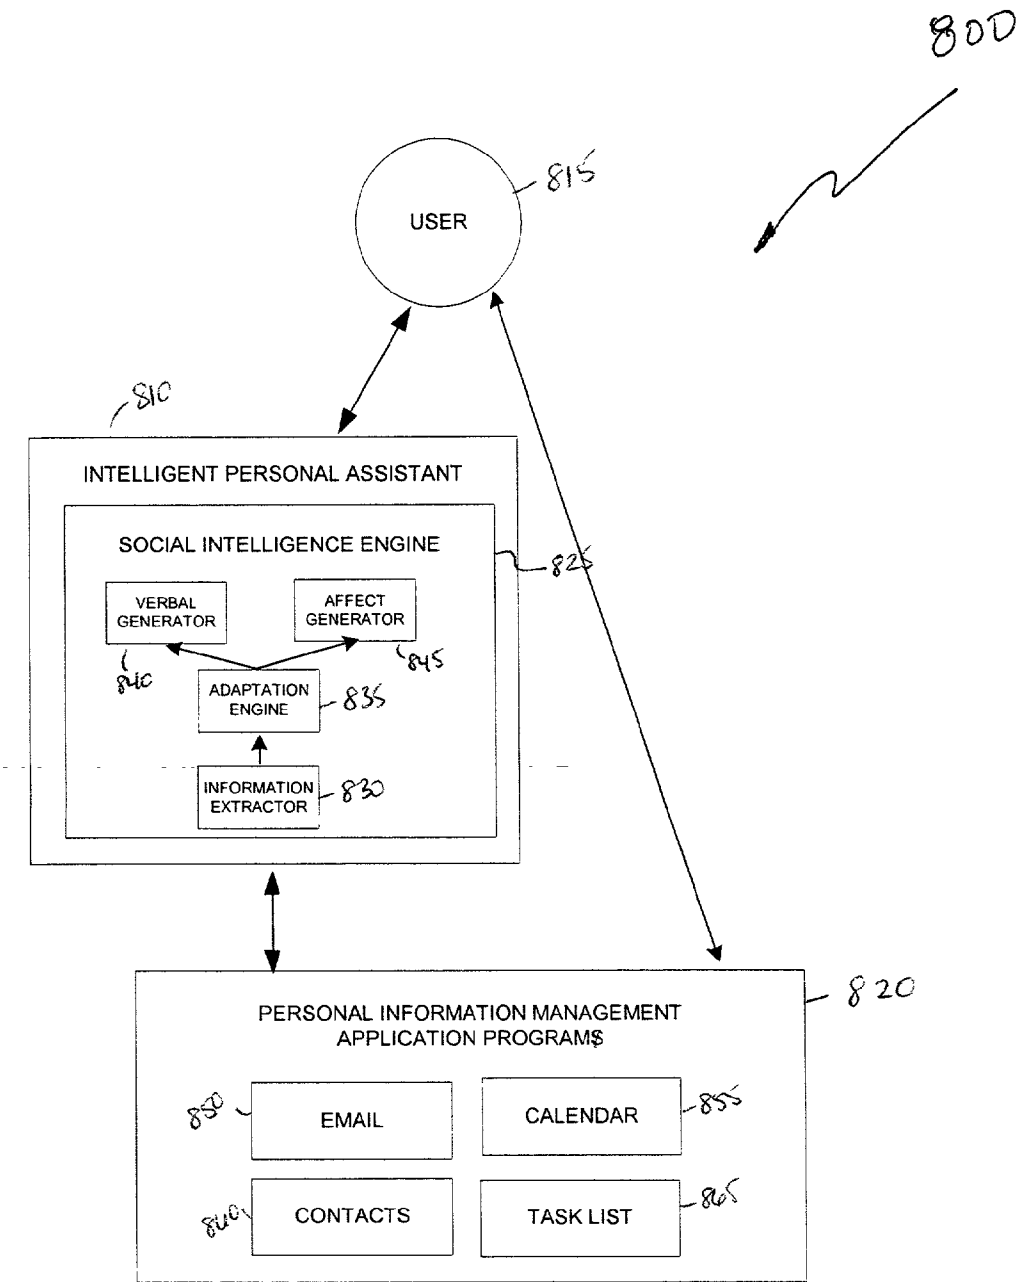 800
815
USER
810
INTELLIGENT PERSONAL ASSISTANT
SOCIAL INTELLIGENCE ENGINE
825
VERBAL
GENERATOR
AFFECT
GENERATOR
840
845
ADAPTATION
ENGINE
835
INFORMATION
EXTRACTOR
830
820
PERSONAL INFORMATION MANAGEMENT
APPLICATION PROGRAMS
850
EMAIL
CALENDAR
855
860
CONTACTS
TASK LIST
865